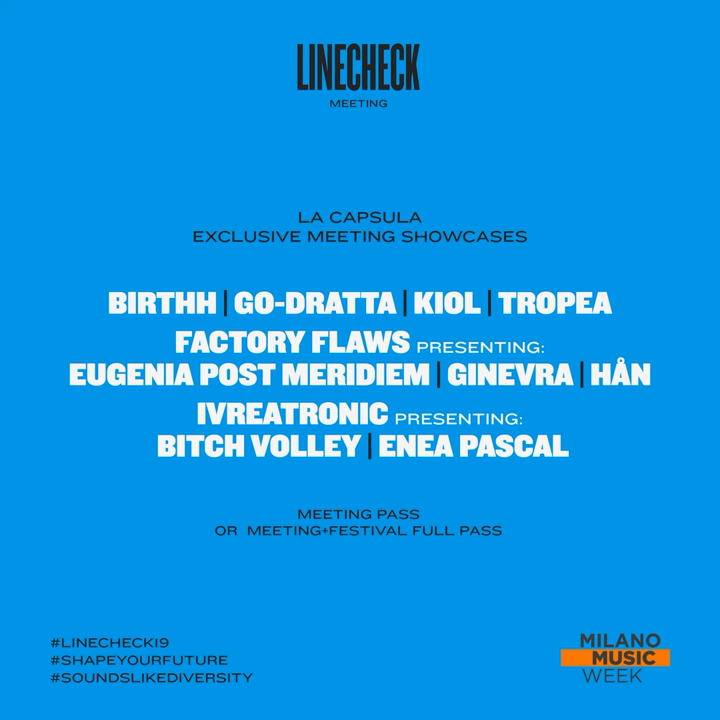 LINECHECK
MEETING
LA CAPSULA
EXCLUSIVE MEETING SHOWCASES
BIRTHH | GO-DRATTA | KIOL | TROPEA
FACTORY FLAWS PRESENTING:
EUGENIA POST MERIDIEM | GINEVRA | HÅN
IVREATRONIC PRESENTING:
BITCH VOLLEY | ENEA PASCAL
MEETING PASS
OR MEETING+FESTIVAL FULL PASS
#LINECHECK19
#SHAPEYOURFUTURE
#SOUNDSLIKEDIVERSITY
MILANO
MUSIC
WEEK